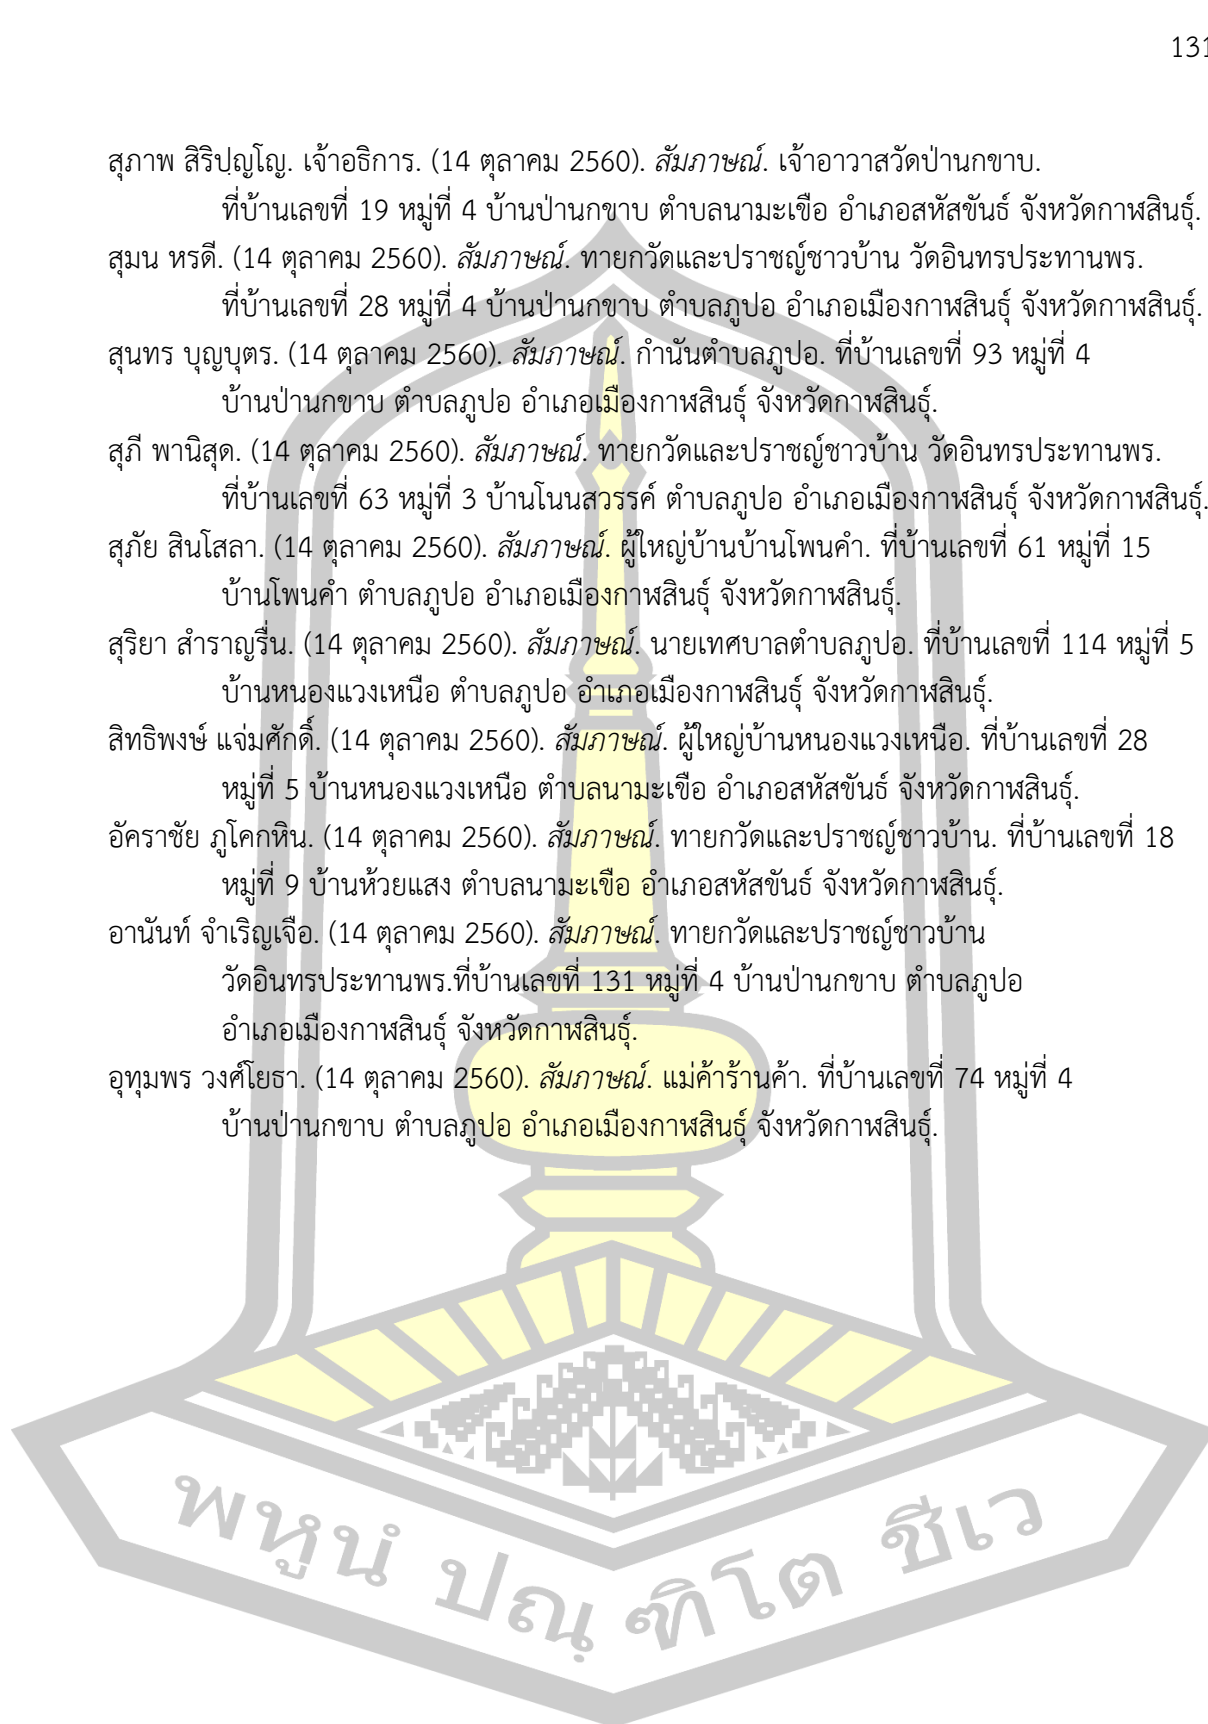 131
สุภาพ สิริปฺญโญ. เจ้าอธิการ. (14 ตุลาคม 2560). สัมภาษณ์. เจ้าอาวาสวัดป่านกขาบ.
ที่บ้านเลขที่ 19 หมู่ที่ 4 บ้านป่านกขาบ ตำบลนามะเขือ อำเภอสหัสขันธ์ จังหวัดกาฬสินธุ์.
สุมน หรดี. (14 ตุลาคม 2560). สัมภาษณ์. ทายกวัดและปราชญ์ชาวบ้าน วัดอินทรประทานพร.
ที่บ้านเลขที่ 28 หมู่ที่ 4 บ้านป่านกขาบ ตำบลภูปอ อำเภอเมืองกาฬสินธุ์ จังหวัดกาฬสินธุ์.
สุนทร บุญบุตร. (14 ตุลาคม 2560). สัมภาษณ์. กำนันตำบลภูปอ. ที่บ้านเลขที่ 93 หมู่ที่ 4
บ้านป่านกขาบ ตำบลภูปอ อำเภอเมืองกาฬสินธุ์ จังหวัดกาฬสินธุ์.
สุภี พานิสุด. (14 ตุลาคม 2560). สัมภาษณ์. ทายกวัดและปราชญ์ชาวบ้าน วัดอินทรประทานพร.
ที่บ้านเลขที่ 63 หมู่ที่ 3 บ้านโนนสวรรค์ ตำบลภูปอ อำเภอเมืองกาฬสินธุ์ จังหวัดกาฬสินธุ์.
สุภัย สินโสลา. (14 ตุลาคม 2560). สัมภาษณ์. ผู้ใหญ่บ้านบ้านโพนคำ. ที่บ้านเลขที่ 61 หมู่ที่ 15
บ้านโพนคำ ตำบลภูปอ อำเภอเมืองกาฬสินธุ์ จังหวัดกาฬสินธุ์.
สุริยา สำราญรื่น. (14 ตุลาคม 2560). สัมภาษณ์. นายเทศบาลตำบลภูปอ. ที่บ้านเลขที่ 114 หมู่ที่ 5
บ้านหนองแวงเหนือ ตำบลภูปอ อำเภอเมืองกาฬสินธุ์ จังหวัดกาฬสินธุ์.
สิทธิพงษ์ แจ่มศักดิ์. (14 ตุลาคม 2560). สัมภาษณ์. ผู้ใหญ่บ้านหนองแวงเหนือ. ที่บ้านเลขที่ 28
หมู่ที่ 5 บ้านหนองแวงเหนือ ตำบลนามะเขือ อำเภอสหัสขันธ์ จังหวัดกาฬสินธุ์.
อัคราชัย ภูโคกหิน. (14 ตุลาคม 2560). สัมภาษณ์. ทายกวัดและปราชญ์ชาวบ้าน. ที่บ้านเลขที่ 18
หมู่ที่ 9 บ้านห้วยแสง ตำบลนามะเขือ อำเภอสหัสขันธ์ จังหวัดกาฬสินธุ์.
อานันท์ จำเริญเจือ. (14 ตุลาคม 2560). สัมภาษณ์. ทายกวัดและปราชญ์ชาวบ้าน
วัดอินทรประทานพร.ที่บ้านเลขที่ 131 หมู่ที่ 4 บ้านป่านกขาบ ตำบลภูปอ
อำเภอเมืองกาฬสินธุ์ จังหวัดกาฬสินธุ์.
อุทุมพร วงศ์โยธา. (14 ตุลาคม 2560). สัมภาษณ์. แม่ค้าร้านค้า. ที่บ้านเลขที่ 74 หมู่ที่ 4
บ้านป่านกขาบ ตำบลภูปอ อำเภอเมืองกาฬสินธุ์ จังหวัดกาฬสินธุ์.
พหูนํ ปณฺฑิโต ชีเว